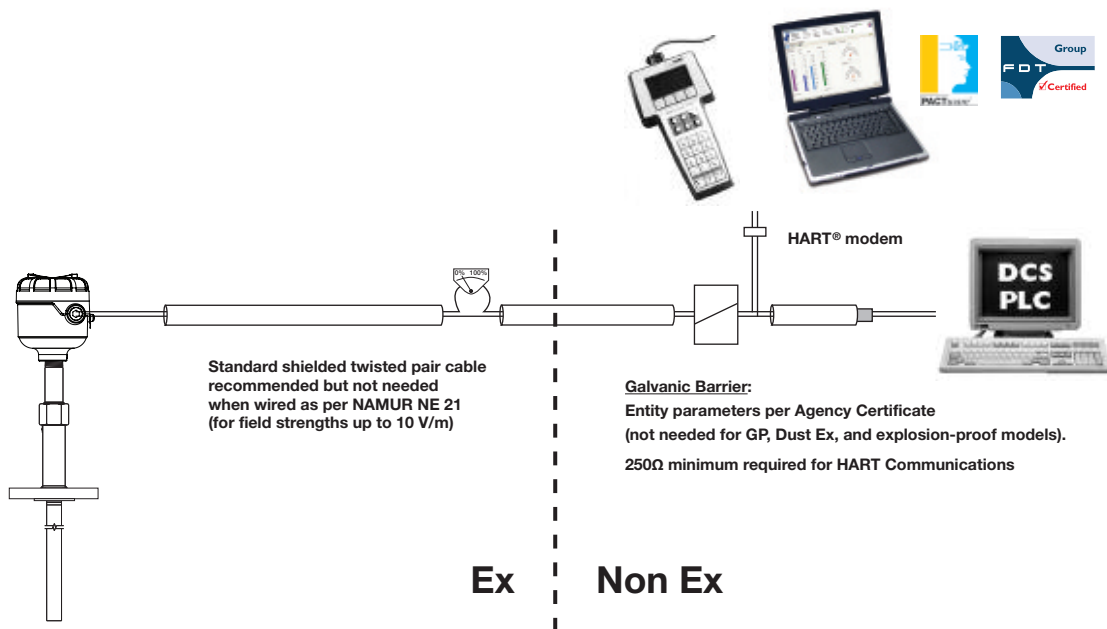 Group
FDT
Certified
PACTware
HART® modem
0% 100%
DCS
PLC
Standard shielded twisted pair cable
recommended but not needed
when wired as per NAMUR NE 21
(for field strengths up to 10 V/m)
Galvanic Barrier:
Entity parameters per Agency Certificate
(not needed for GP, Dust Ex, and explosion-proof models).
250Ω minimum required for HART Communications
Ex
Non Ex